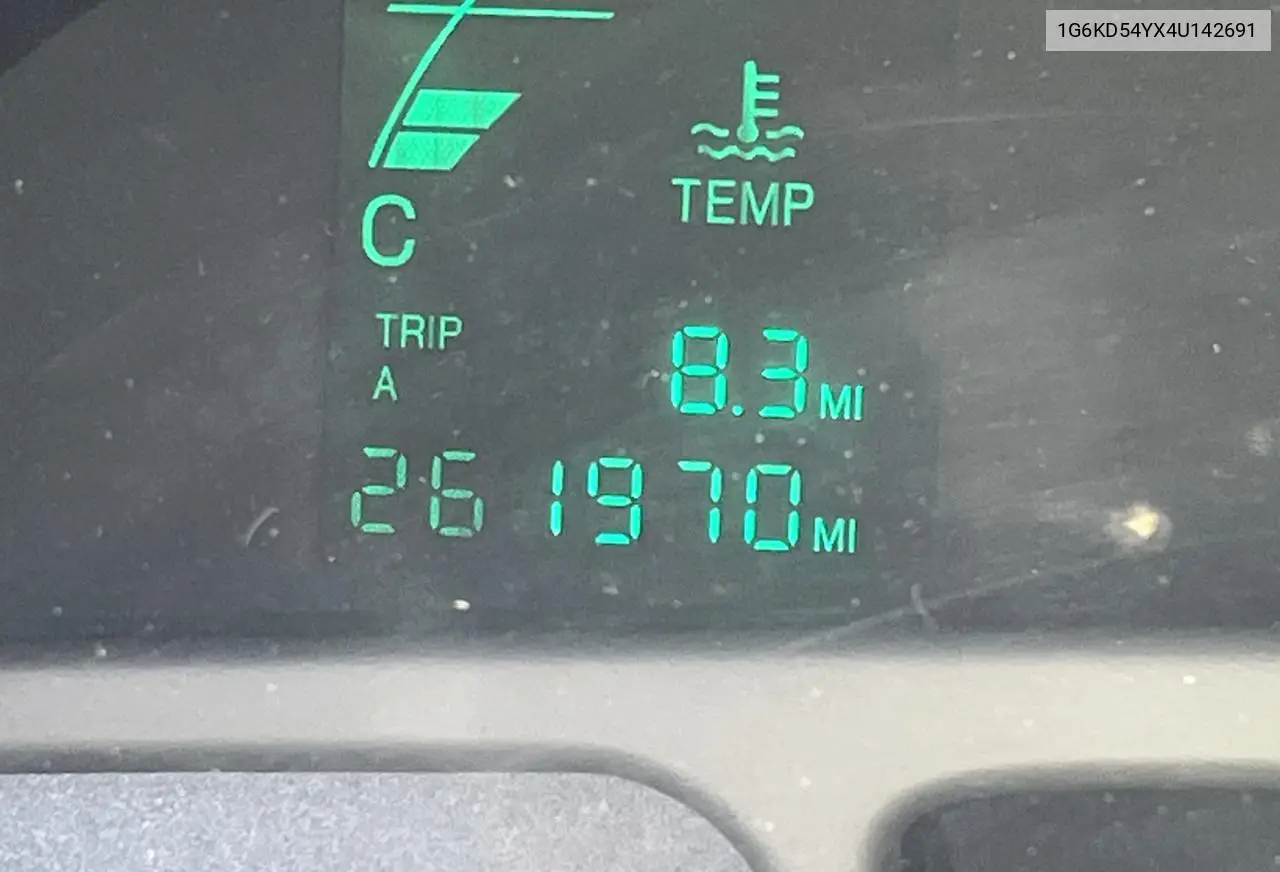 1G6KD54YX4U142691
C
TEMP
TRIP
A
8.3 MI
261970 MI